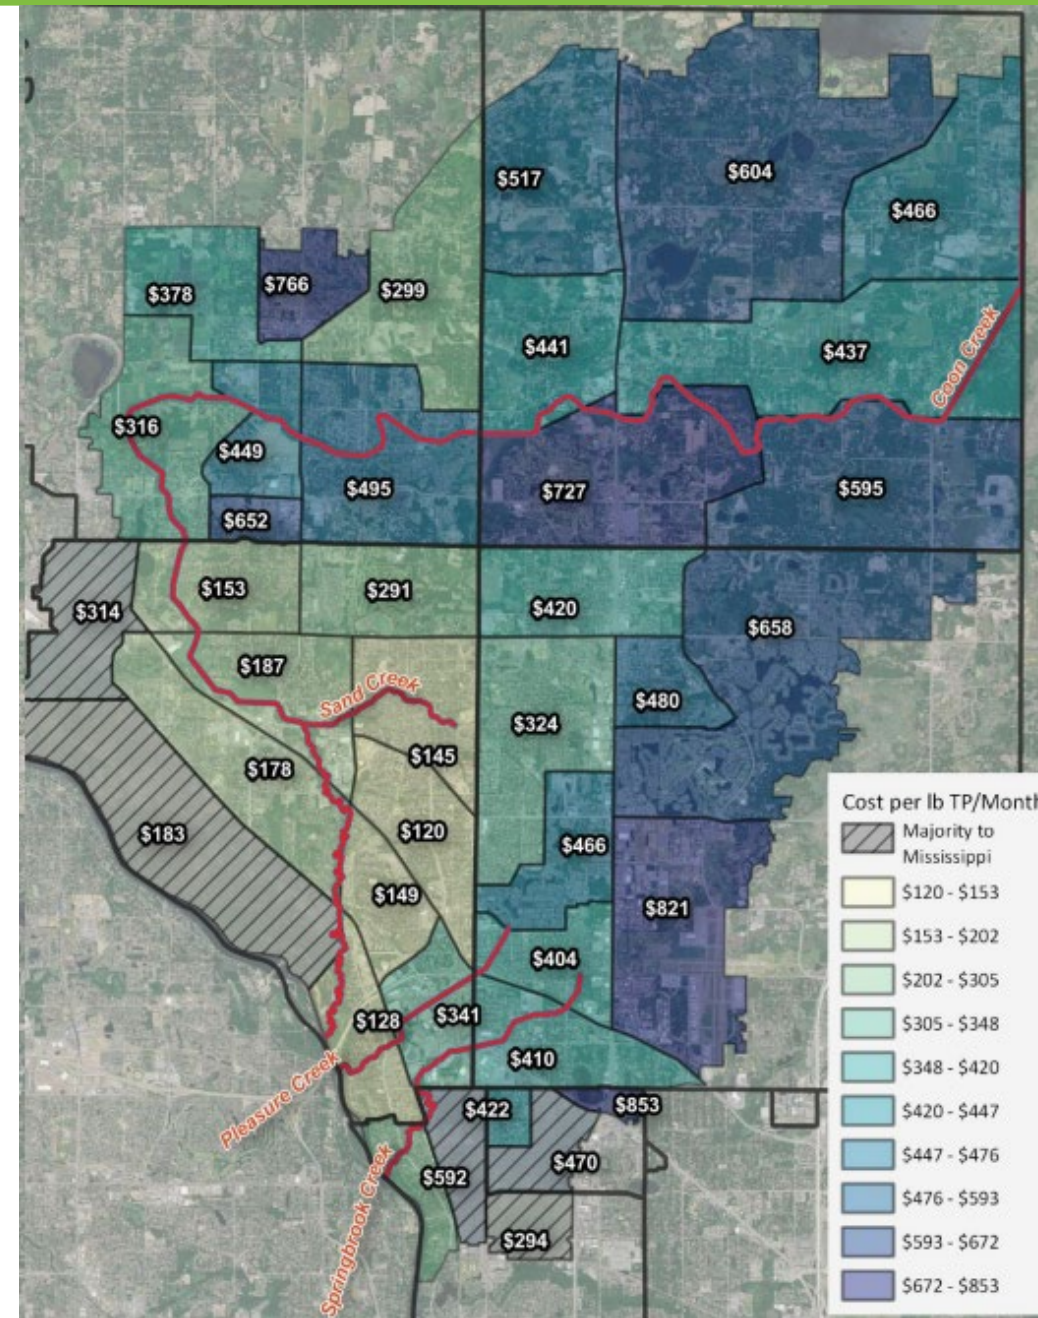 $517
$604
$466
$378
$766
$299
$441
$437
Coon Creek
$316
$449
$495
$727
$595
$652
$153
$291
$420
$314
$658
$187
Sand Creek
$480
$324
$145
$178
$120
$183
$466
$149
$821
$404
$128
$341
$410
Pleasure Creek
$422
$853
$470
$592
$294
Springbrook Creek
Cost per lb TP/Month
Majority to
Mississippi
$120 - $153
$153 - $202
$202 - $305
$305 - $348
$348 - $420
$420 - $447
$447 - $476
$476 - $593
$593 - $672
$672 - $853